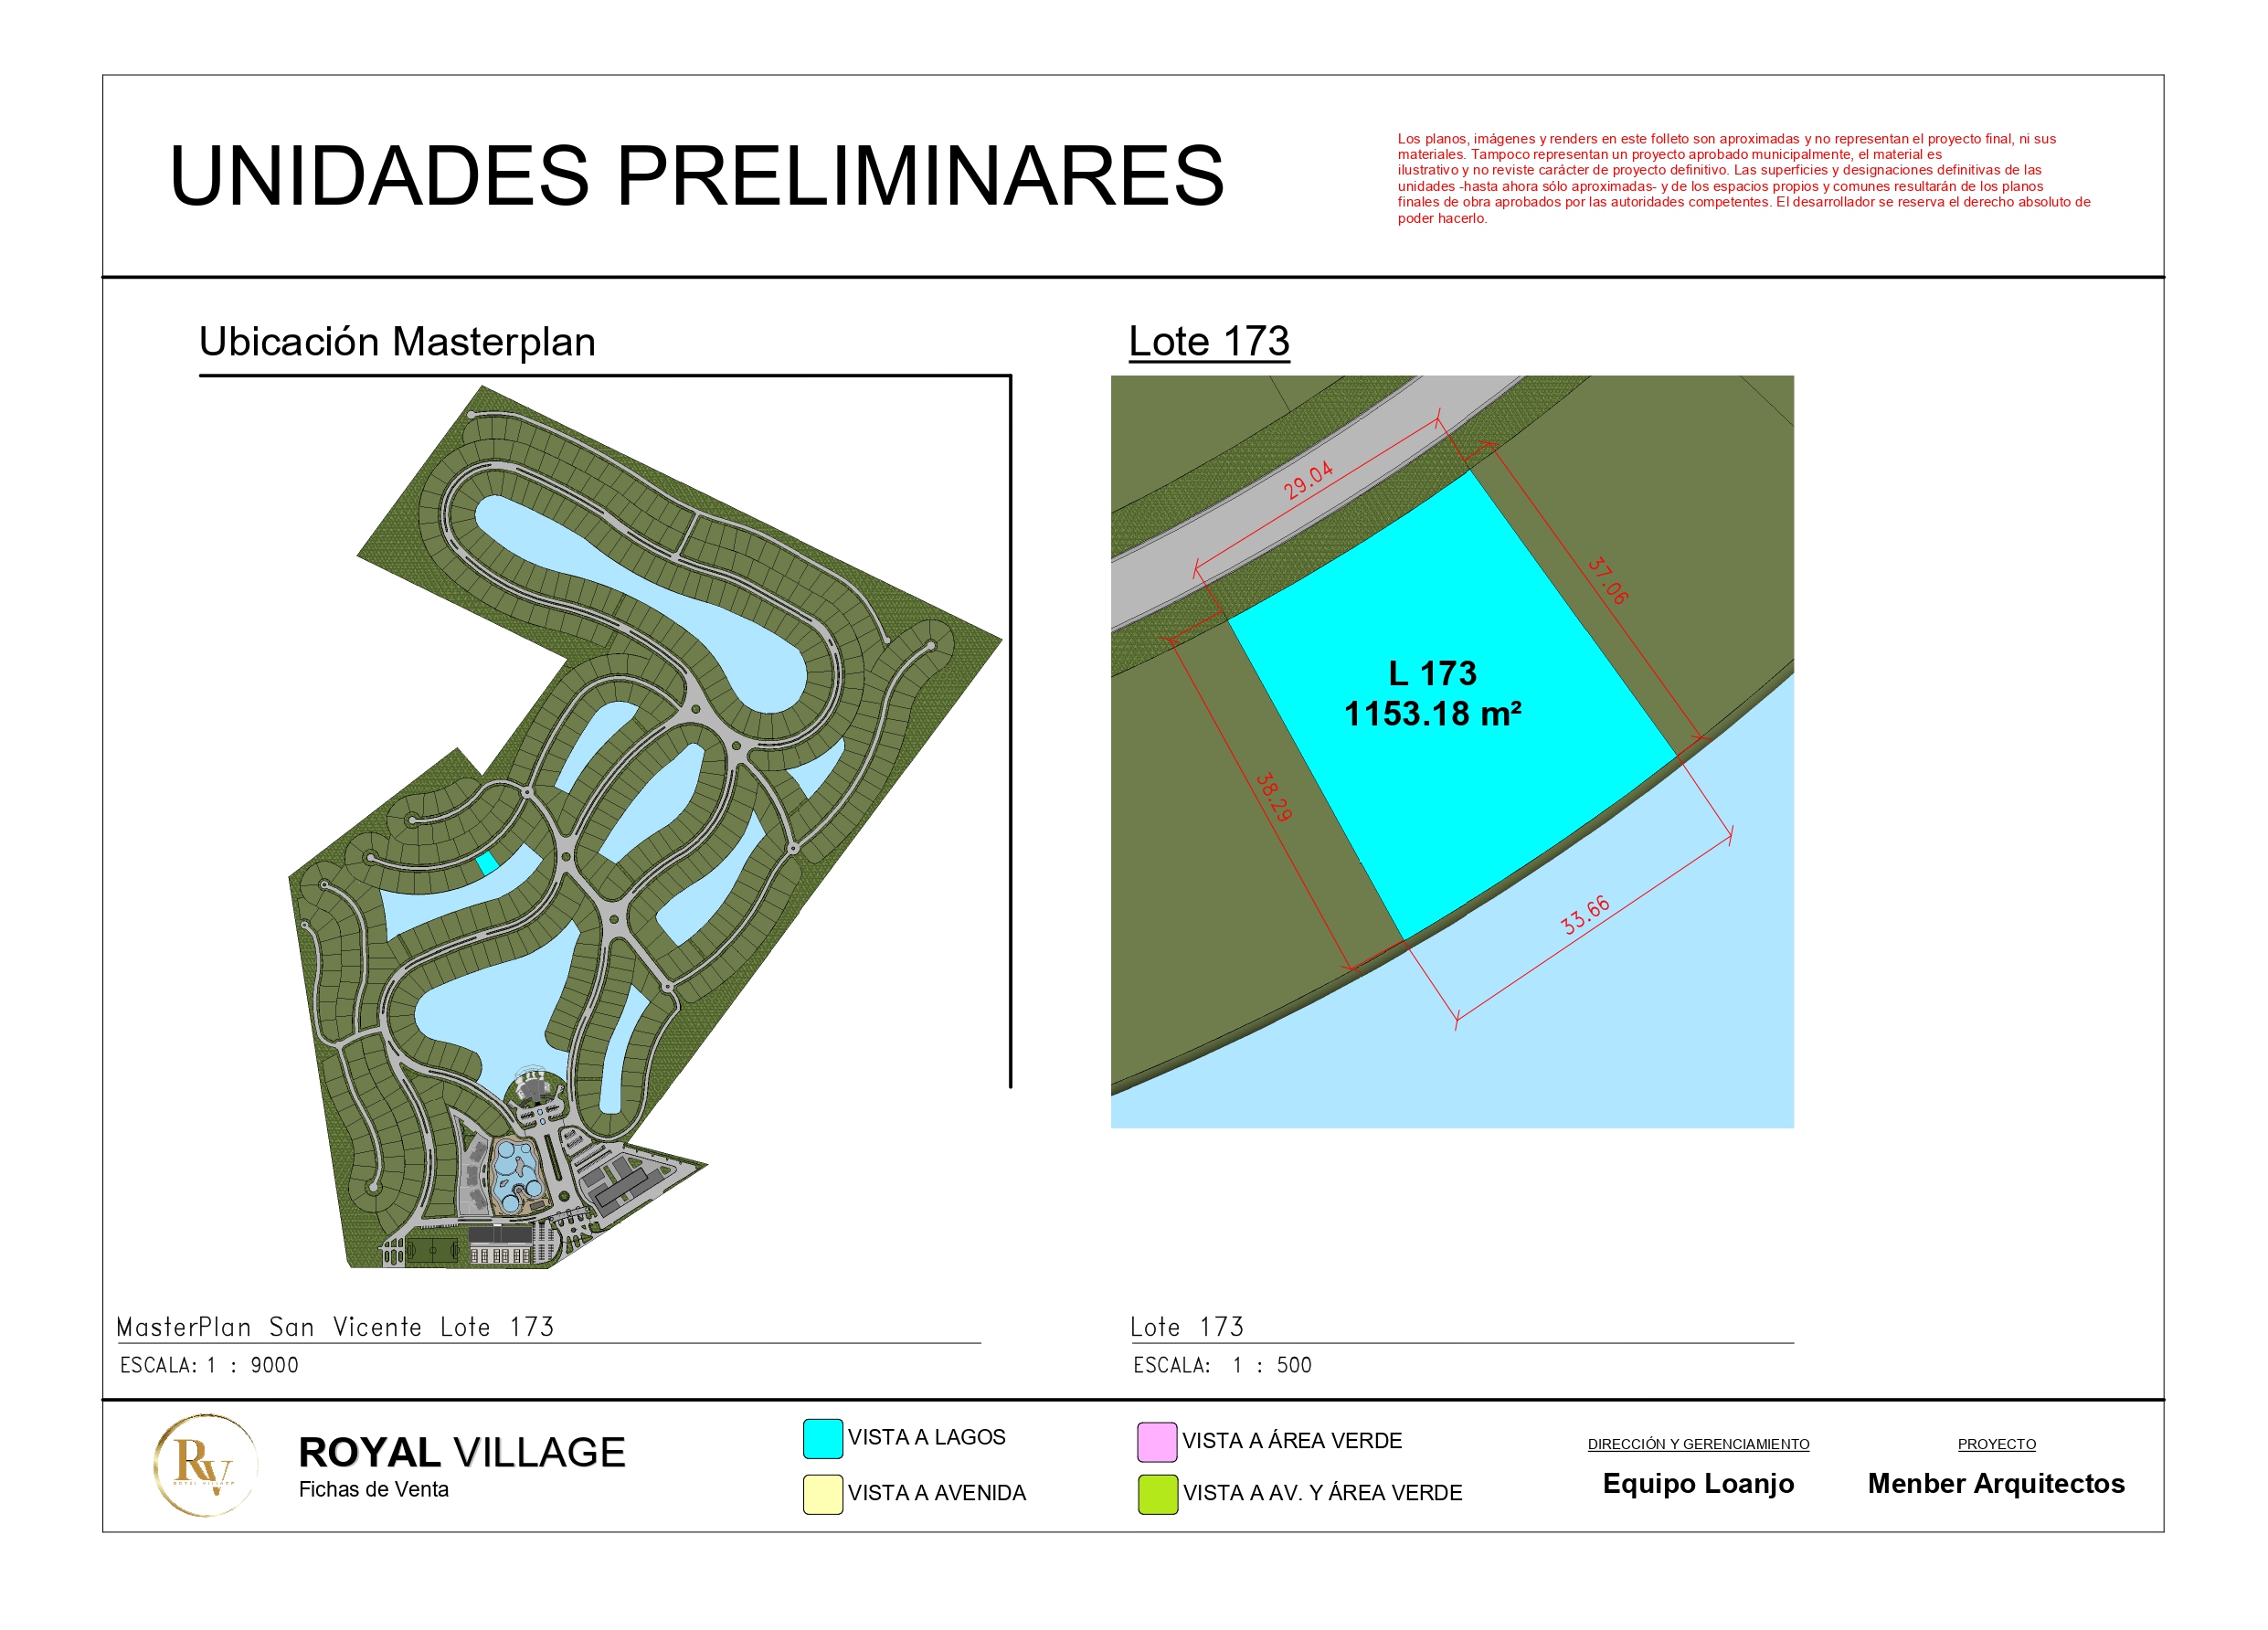 UNIDADES PRELIMINARES
Los planos, imágenes y renders en este folleto son aproximadas y no representan el proyecto final, ni sus
materiales. Tampoco representan un proyecto aprobado municipalmente, el material es
ilustrativo y no reviste carácter de proyecto definitivo. Las superficies y designaciones definitivas de las
unidades -hasta ahora sólo aproximadas- y de los espacios propios y comunes resultarán de los planos
finales de obra aprobados por las autoridades competentes. El desarrollador se reserva el derecho absoluto de
poder hacerlo.
Ubicación Masterplan
Lote 173
29.04
37.06
L 173
1153.18 m²
38.29
33.66
MasterPlan San Vicente Lote 173
ESCALA: 1 : 9000
Lote 173
ESCALA: 1 : 500
RV
ROYAL VILLAGE
ROYAL VILLAGE
Fichas de Venta
VISTA A LAGOS
VISTA A AVENIDA
VISTA A ÁREA VERDE
VISTA A AV. Y ÁREA VERDE
DIRECCIÓN Y GERENCIAMIENTO
Equipo Loanjo
PROYECTO
Menber Arquitectos